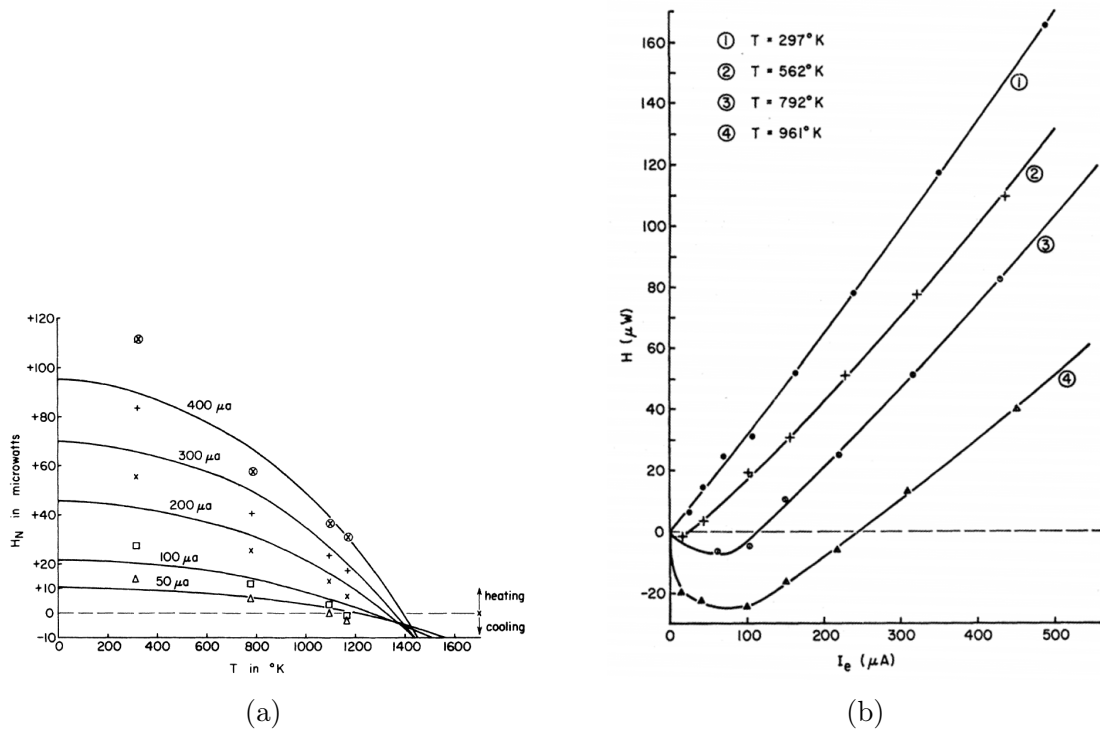 +120
+100
+80
+60
+40
+20
+10
0
-10
H_N in microwatts
400 μa
300 μa
200 μa
100 μa
50 μa
heating
cooling
0 200 400 600 800 1000 1200 1400 1600
T in °K
(a)
① T = 297° K
② T = 562° K
③ T = 792° K
④ T = 961° K
160
140
120
100
80
60
40
20
0
-20
H (μW)
①
②
③
④
0 100 200 300 400 500
I_e (μA)
(b)